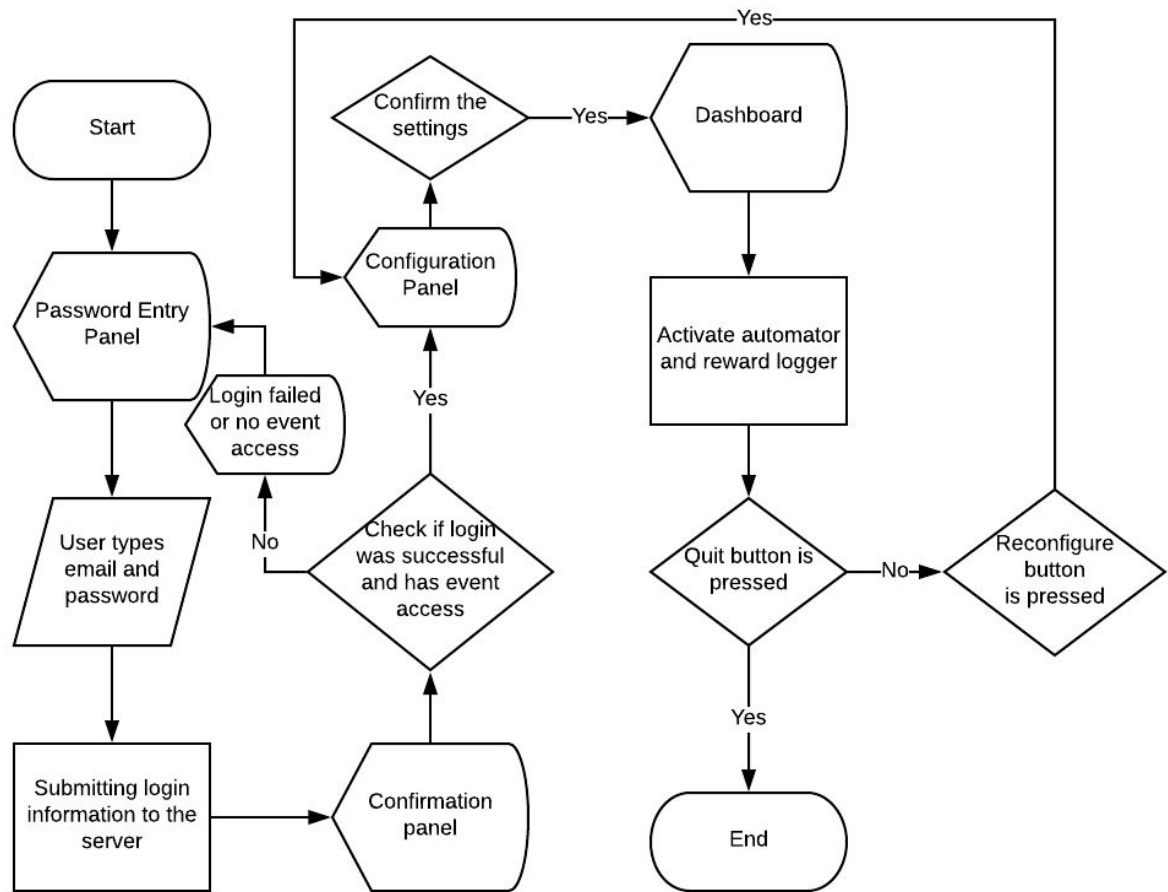 Start
Password Entry
Panel
User types
email and
password
Submitting login
information to the
server
Confirmation
panel
Check if login
was successful
and has event
access
No
Login failed
or no event
access
Yes
Configuration
Panel
Confirm the
settings
Yes
Dashboard
Activate automator
and reward logger
Quit button is
pressed
No
Reconfigure
button
is pressed
Yes
Yes
End